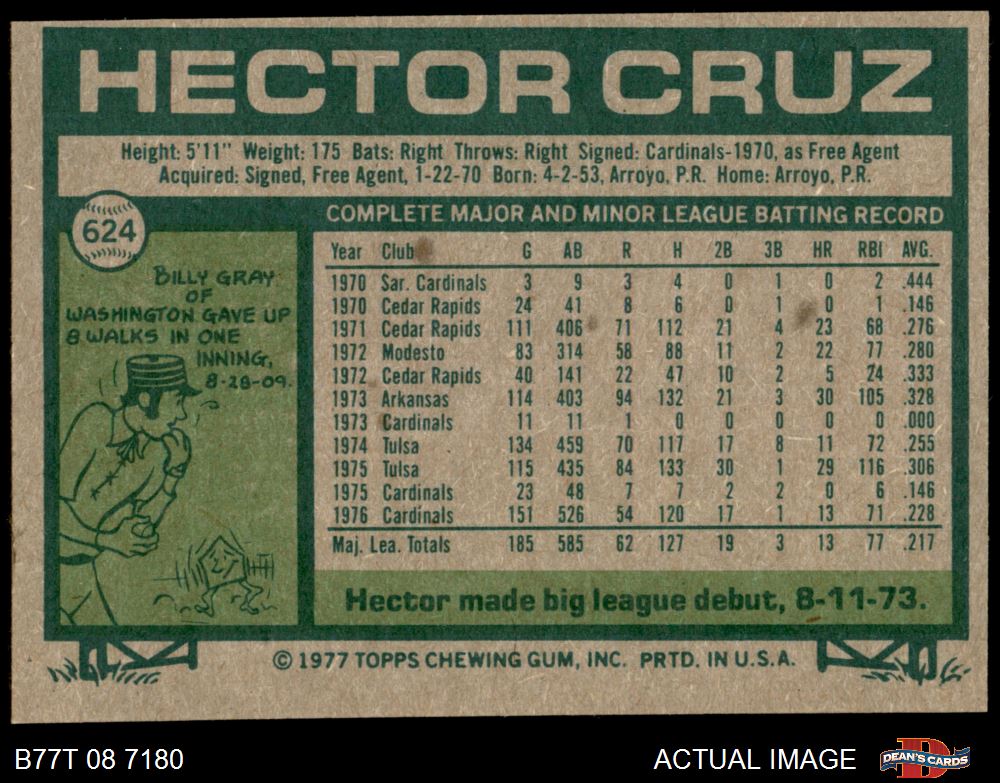 HECTOR CRUZ
Height: 5'11" Weight: 175 Bats: Right Throws: Right Signed: Cardinals-1970, as Free Agent
Acquired: Signed, Free Agent, 1-22-70 Born: 4-2-53, Arroyo, P.R. Home: Arroyo, P.R.
624
BILLY GRAY
OF
WASHINGTON GAVE UP
8 WALKS IN ONE
INNING,
8-28-09.
COMPLETE MAJOR AND MINOR LEAGUE BATTING RECORD
Year Club G AB R H 2B 3B HR RBI AVG.
1970 Sar. Cardinals 3 9 3 4 0 1 0 2 .444
1970 Cedar Rapids 24 41 8 6 0 1 0 1 .146
1971 Cedar Rapids 111 406 71 112 21 4 23 68 .276
1972 Modesto 83 314 58 88 11 2 22 77 .280
1972 Cedar Rapids 40 141 22 47 10 2 5 24 .333
1973 Arkansas 114 403 94 132 21 3 30 105 .328
1973 Cardinals 11 11 1 0 0 0 0 0 .000
1974 Tulsa 134 459 70 117 17 8 11 72 .255
1975 Tulsa 115 435 84 133 30 1 29 116 .306
1975 Cardinals 23 48 7 7 2 2 0 6 .146
1976 Cardinals 151 526 54 120 17 1 13 71 .228
Maj. Lea. Totals 185 585 62 127 19 3 13 77 .217
Hector made big league debut, 8-11-73.
© 1977 TOPPS CHEWING GUM, INC. PRTD. IN U.S.A.
B77T 08 7180
ACTUAL IMAGE
DEAN'S CARDS